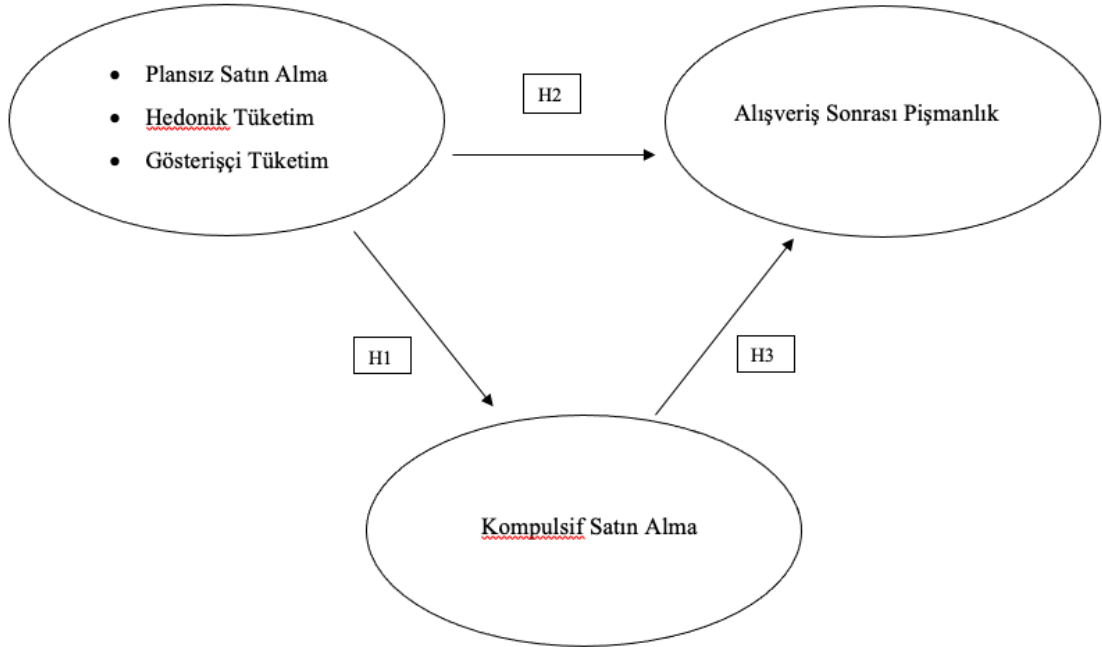 • Plansız Satın Alma
• Hedonik Tüketim
• Gösterişçi Tüketim
H2
Alışveriş Sonrası Pişmanlık
H1
H3
Kompulsif Satın Alma